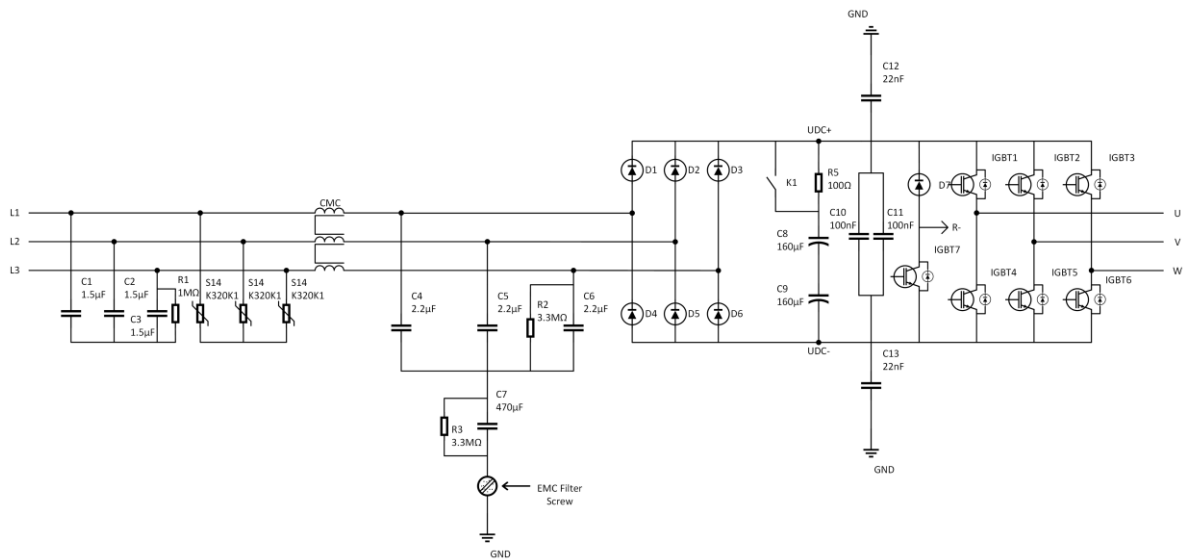 GND
C12
22nF
UDC+
IGBT1
IGBT2
IGBT3
D1
D2
D3
K1
R5
100Ω
D7
L1
CMC
C10
100nF
C11
100nF
U
L2
C8
160µF
R-
V
L3
IGBT7
W
C1
1.5µF
C2
1.5µF
R1
1MΩ
S14
K320K1
S14
K320K1
S14
K320K1
IGBT4
IGBT5
IGBT6
C3
1.5µF
C4
2.2µF
C5
2.2µF
R2
3.3MΩ
C6
2.2µF
C9
160µF
D4
D5
D6
UDC-
C13
22nF
C7
470µF
R3
3.3MΩ
GND
EMC Filter
Screw
GND